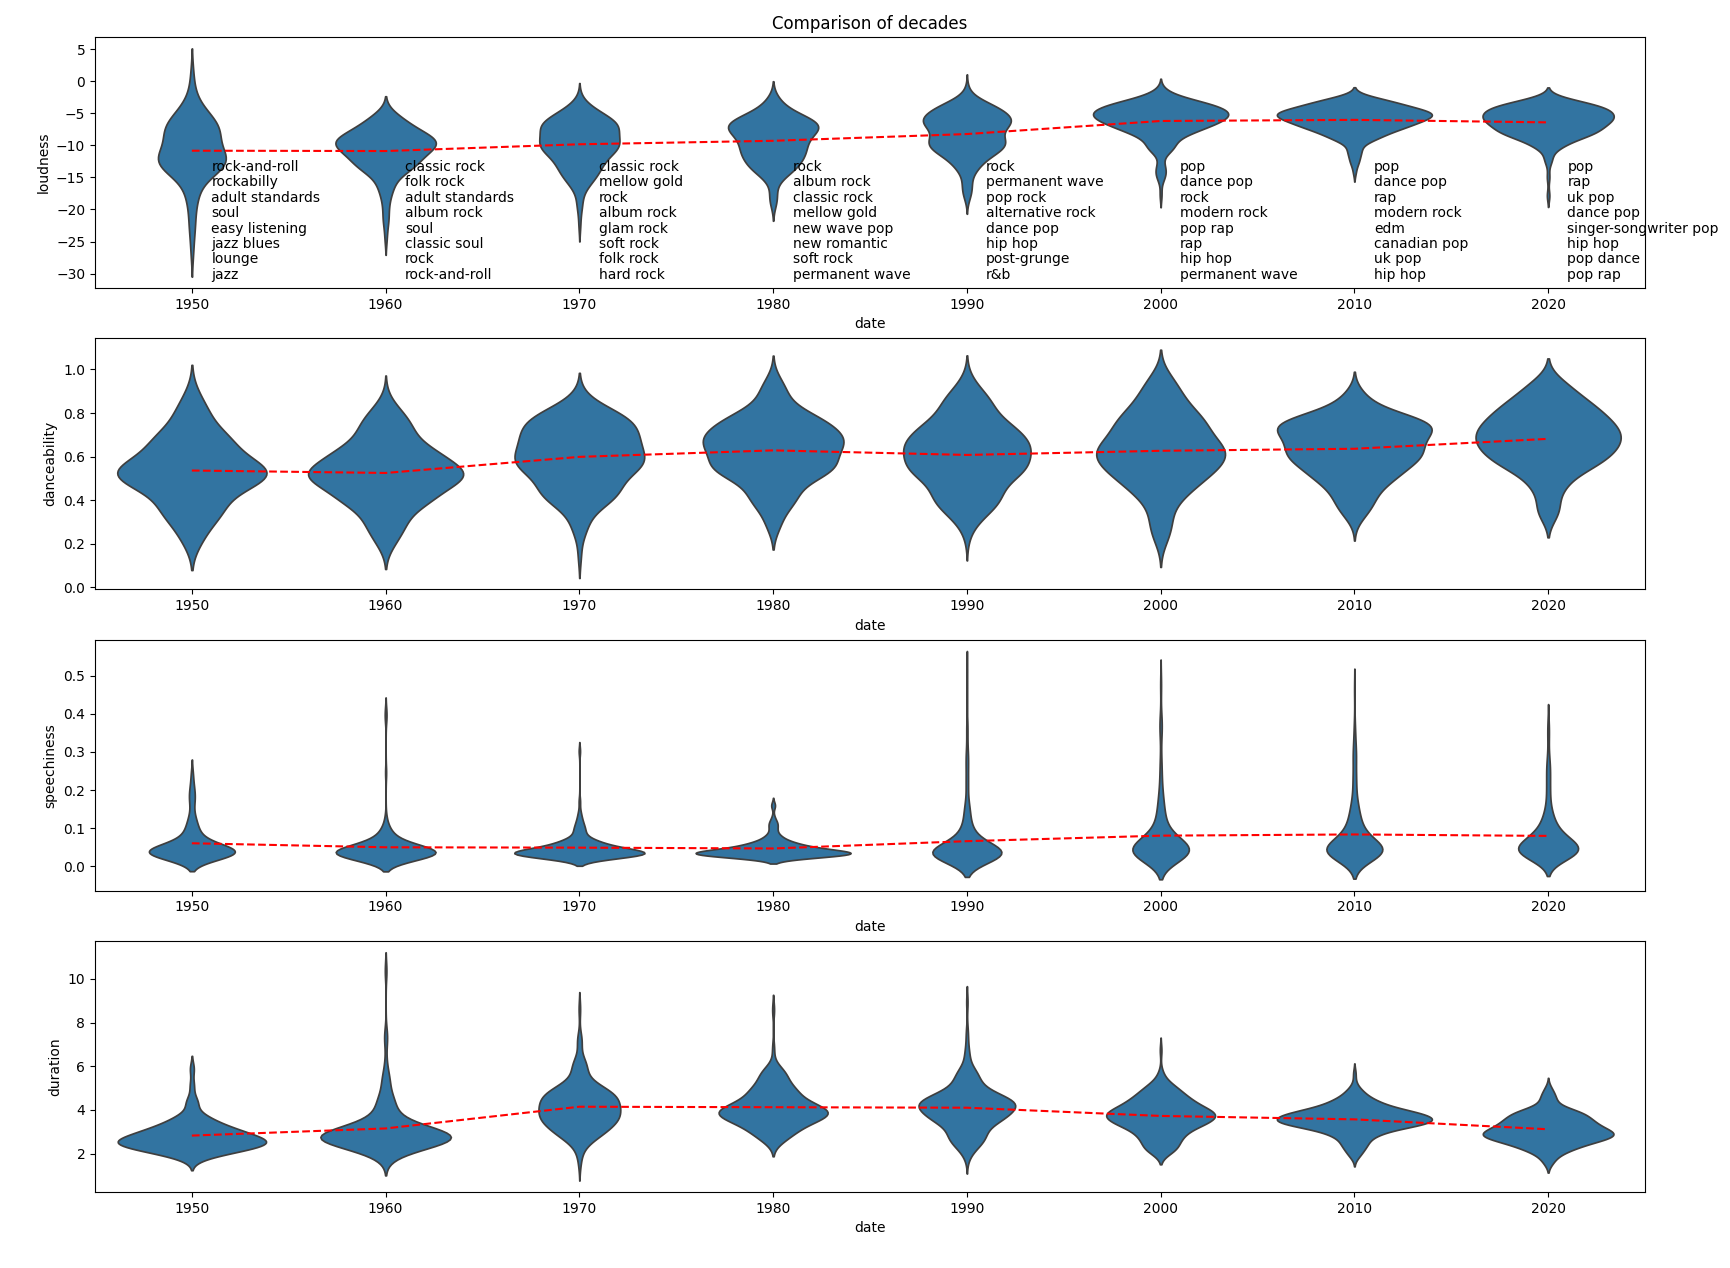 Comparison of decades
5
0
−5
−10
−15
−20
−25
−30
loudness
rock-and-roll
rockabilly
adult standards
soul
easy listening
jazz blues
lounge
jazz
classic rock
folk rock
adult standards
album rock
soul
classic soul
rock
rock-and-roll
classic rock
mellow gold
rock
album rock
glam rock
soft rock
folk rock
hard rock
rock
album rock
classic rock
mellow gold
new wave pop
new romantic
soft rock
permanent wave
rock
permanent wave
pop rock
alternative rock
dance pop
hip hop
post-grunge
r&b
pop
dance pop
rock
modern rock
pop rap
rap
hip hop
permanent wave
pop
dance pop
rap
modern rock
edm
canadian pop
uk pop
hip hop
pop
rap
uk pop
dance pop
singer-songwriter pop
hip hop
pop dance
pop rap
1950 1960 1970 1980 1990 2000 2010 2020
date
1.0
0.8
0.6
0.4
0.2
0.0
danceability
1950 1960 1970 1980 1990 2000 2010 2020
date
0.5
0.4
0.3
0.2
0.1
0.0
speechiness
1950 1960 1970 1980 1990 2000 2010 2020
date
10
8
6
4
2
duration
1950 1960 1970 1980 1990 2000 2010 2020
date